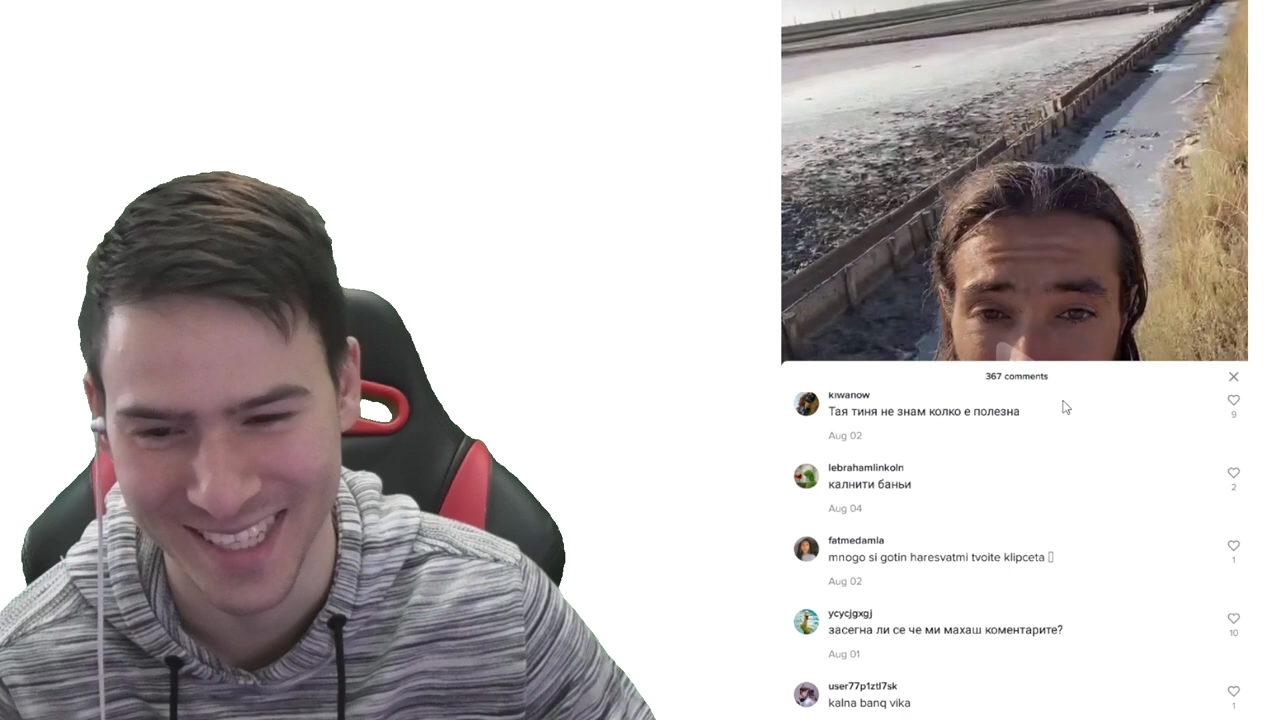 367 comments
kiwanow
Тая тиня не знам колко е полезна
9
Aug 02
lebrahamlinkoln
калнити баньи
2
Aug 04
fatmedamla
mnogo si gotin haresvatmi tvoite klipceta
1
Aug 02
ycycjgxgj
засегна ли се че ми махаш коментарите?
10
Aug 01
user77p1ztl7sk
kalna banq vika
1